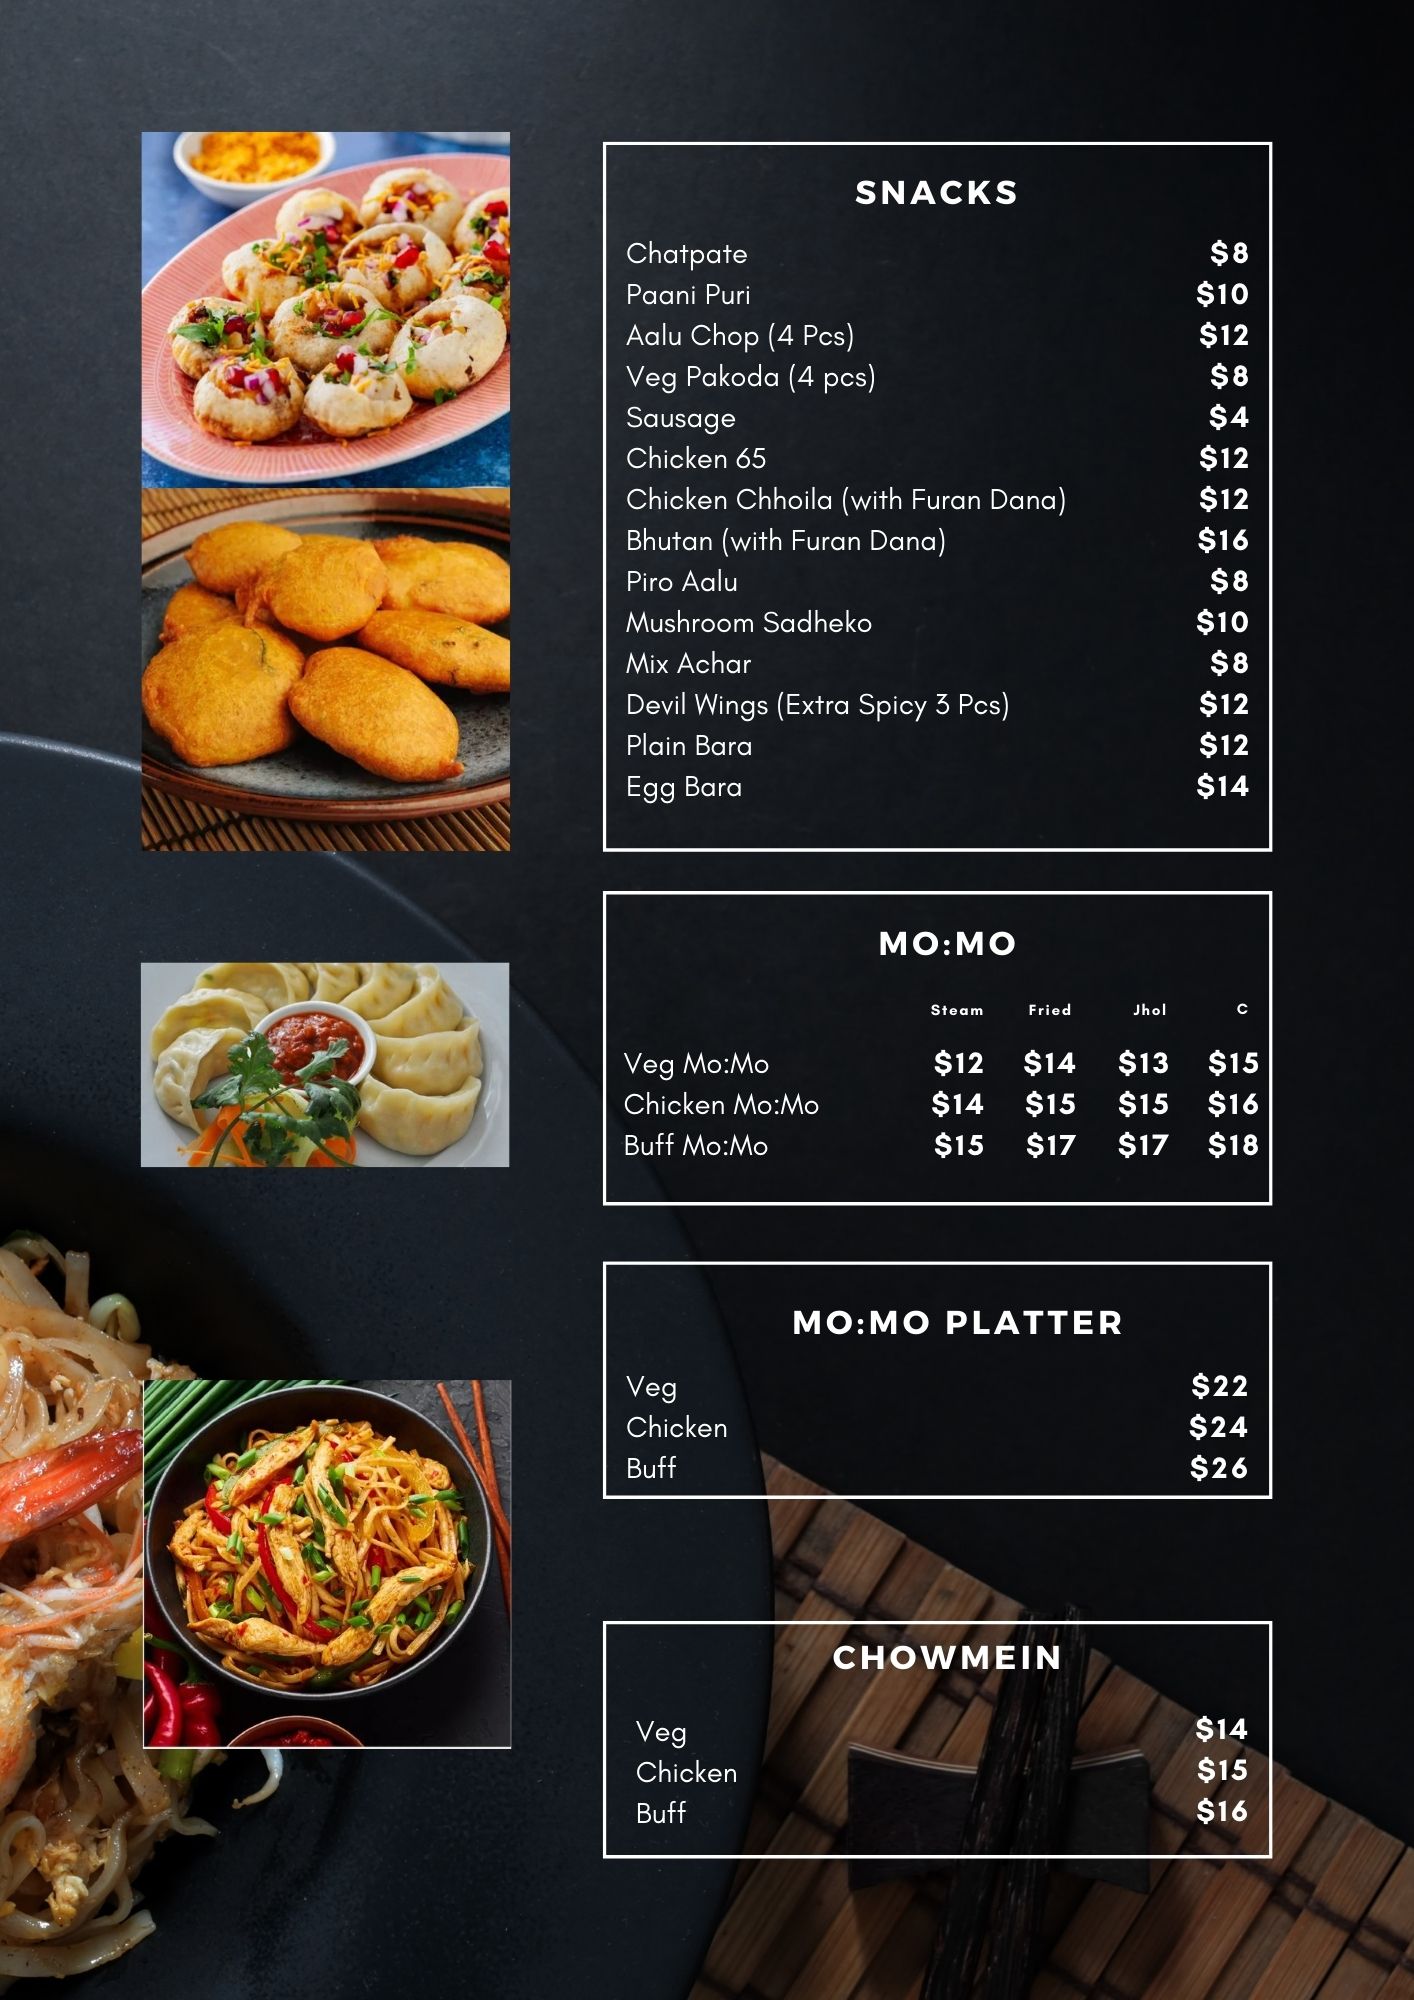 SNACKS
Chatpate $8
Paani Puri $10
Aalu Chop (4 Pcs) $12
Veg Pakoda (4 pcs) $8
Sausage $4
Chicken 65 $12
Chicken Chhoila (with Furan Dana) $12
Bhutan (with Furan Dana) $16
Piro Aalu $8
Mushroom Sadheko $10
Mix Achar $8
Devil Wings (Extra Spicy 3 Pcs) $12
Plain Bara $12
Egg Bara $14
MO:MO
Steam Fried Jhol C
Veg Mo:Mo $12 $14 $13 $15
Chicken Mo:Mo $14 $15 $15 $16
Buff Mo:Mo $15 $17 $17 $18
MO:MO PLATTER
Veg $22
Chicken $24
Buff $26
CHOWMEIN
Veg $14
Chicken $15
Buff $16